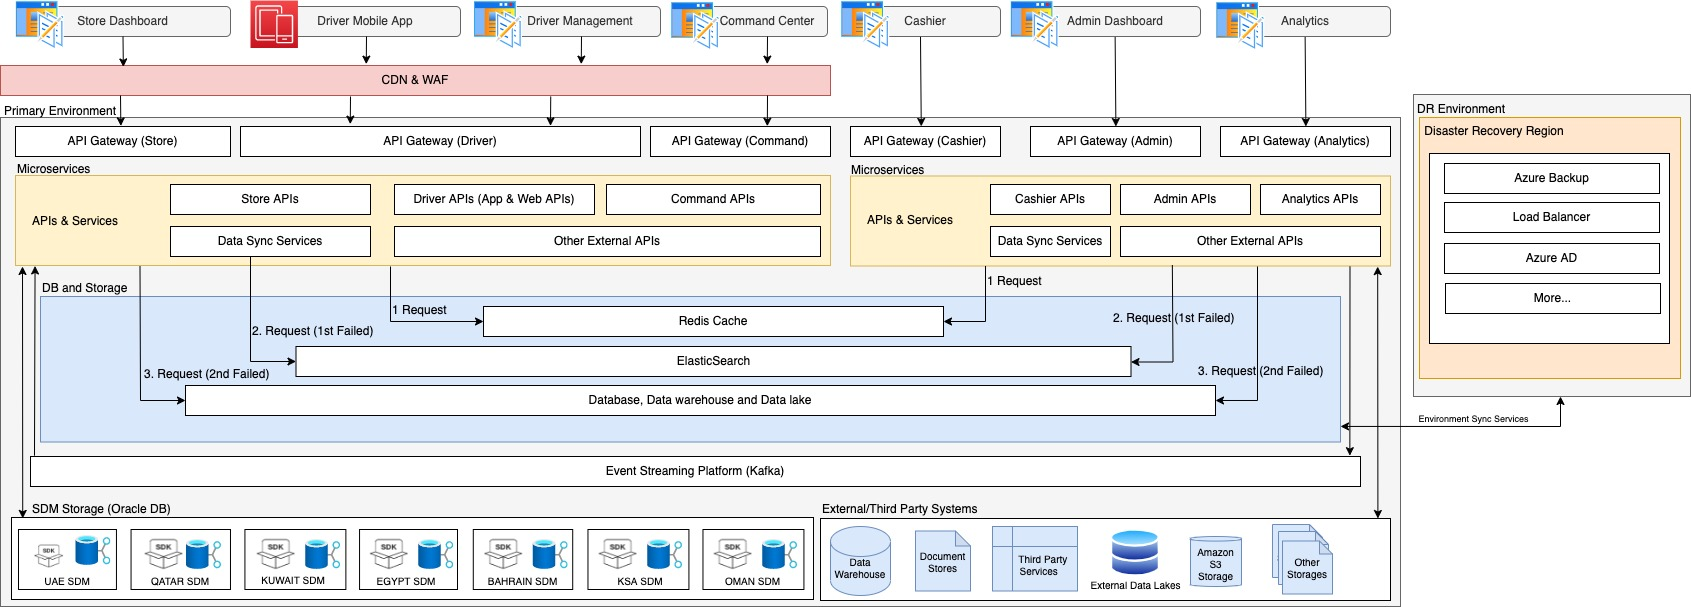 Store Dashboard
Driver Mobile App
Driver Management
Command Center
Cashier
Admin Dashboard
Analytics
CDN & WAF
Primary Environment
API Gateway (Store)
API Gateway (Driver)
API Gateway (Command)
API Gateway (Cashier)
API Gateway (Admin)
API Gateway (Analytics)
Microservices
APIs & Services
Store APIs
Driver APIs (App & Web APIs)
Command APIs
Data Sync Services
Other External APIs
Microservices
APIs & Services
Cashier APIs
Admin APIs
Analytics APIs
Data Sync Services
Other External APIs
DB and Storage
1 Request
1 Request
Redis Cache
2. Request (1st Failed)
2. Request (1st Failed)
ElasticSearch
3. Request (2nd Failed)
3. Request (2nd Failed)
Database, Data warehouse and Data lake
Event Streaming Platform (Kafka)
SDM Storage (Oracle DB)
SDK
UAE SDM
SDK
QATAR SDM
SDK
KUWAIT SDM
SDK
EGYPT SDM
SDK
BAHRAIN SDM
SDK
KSA SDM
SDK
OMAN SDM
External/Third Party Systems
Data
Warehouse
Document
Stores
Third Party
Services
External Data Lakes
Amazon
S3
Storage
Other
Storages
DR Environment
Disaster Recovery Region
Azure Backup
Load Balancer
Azure AD
More...
Environment Sync Services